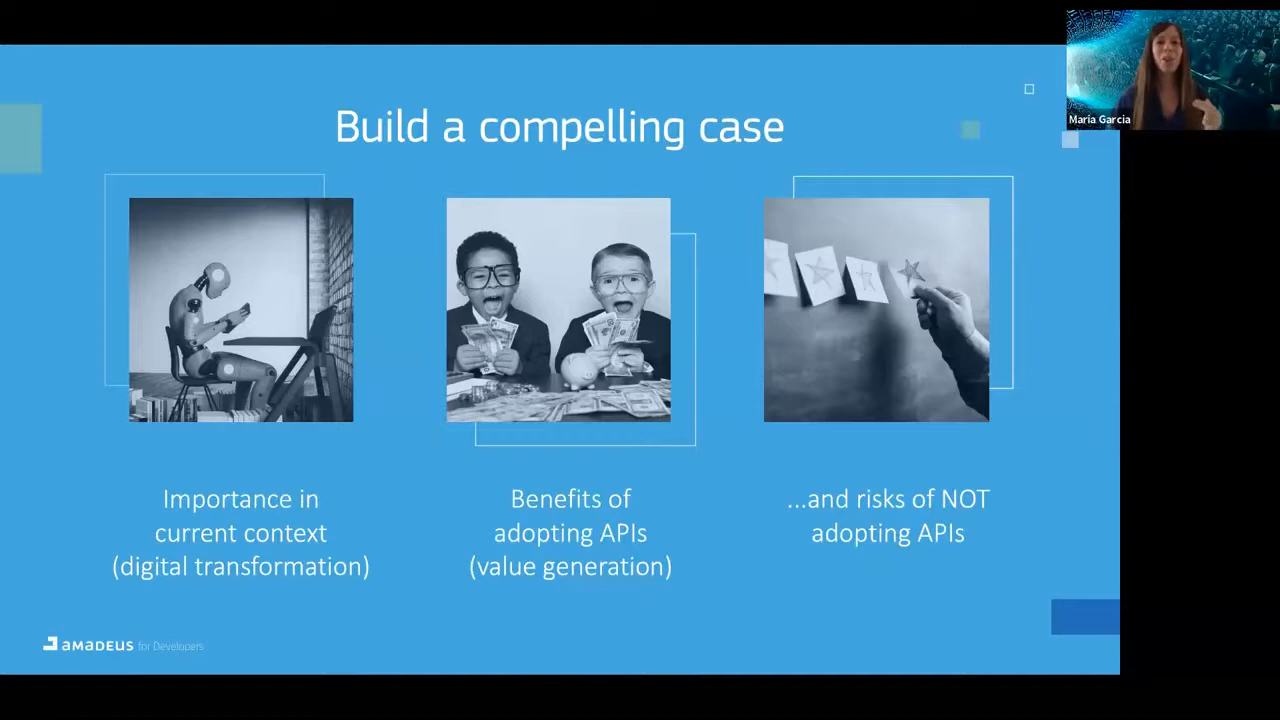 Build a compelling case
Maria Garcia
Importance in
current context
(digital transformation)
Benefits of
adopting APIs
(value generation)
...and risks of NOT
adopting APIs
amadeus for Developers